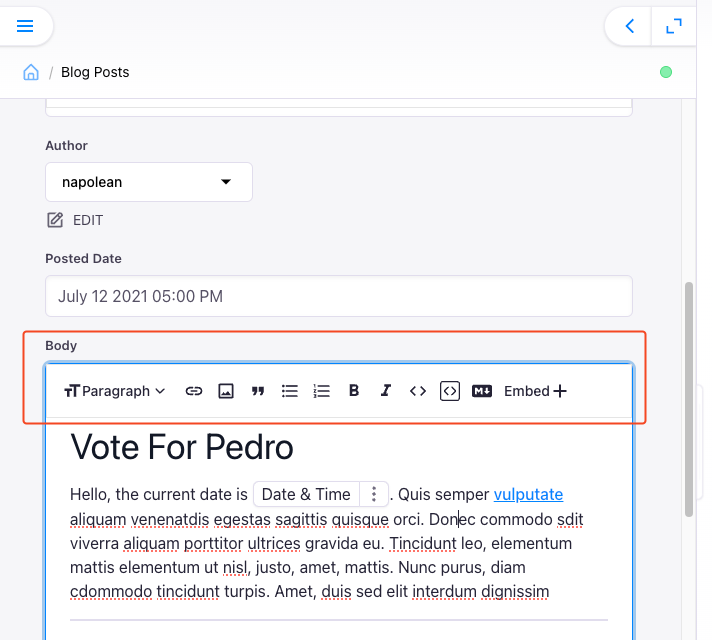 / Blog Posts
Author
napolean
EDIT
Posted Date
July 12 2021 05:00 PM
Body
TT Paragraph B I <> <> M Embed +
Vote For Pedro
Hello, the current date is Date & Time ⋮ . Quis semper vulputate
aliquam venenatdis egestas sagittis quisque orci. Donec commodo sdit
viverra aliquam porttitor ultrices gravida eu. Tincidunt leo, elementum
mattis elementum ut nisl, justo, amet, mattis. Nunc purus, diam
cdommodo tincidunt turpis. Amet, duis sed elit interdum dignissim